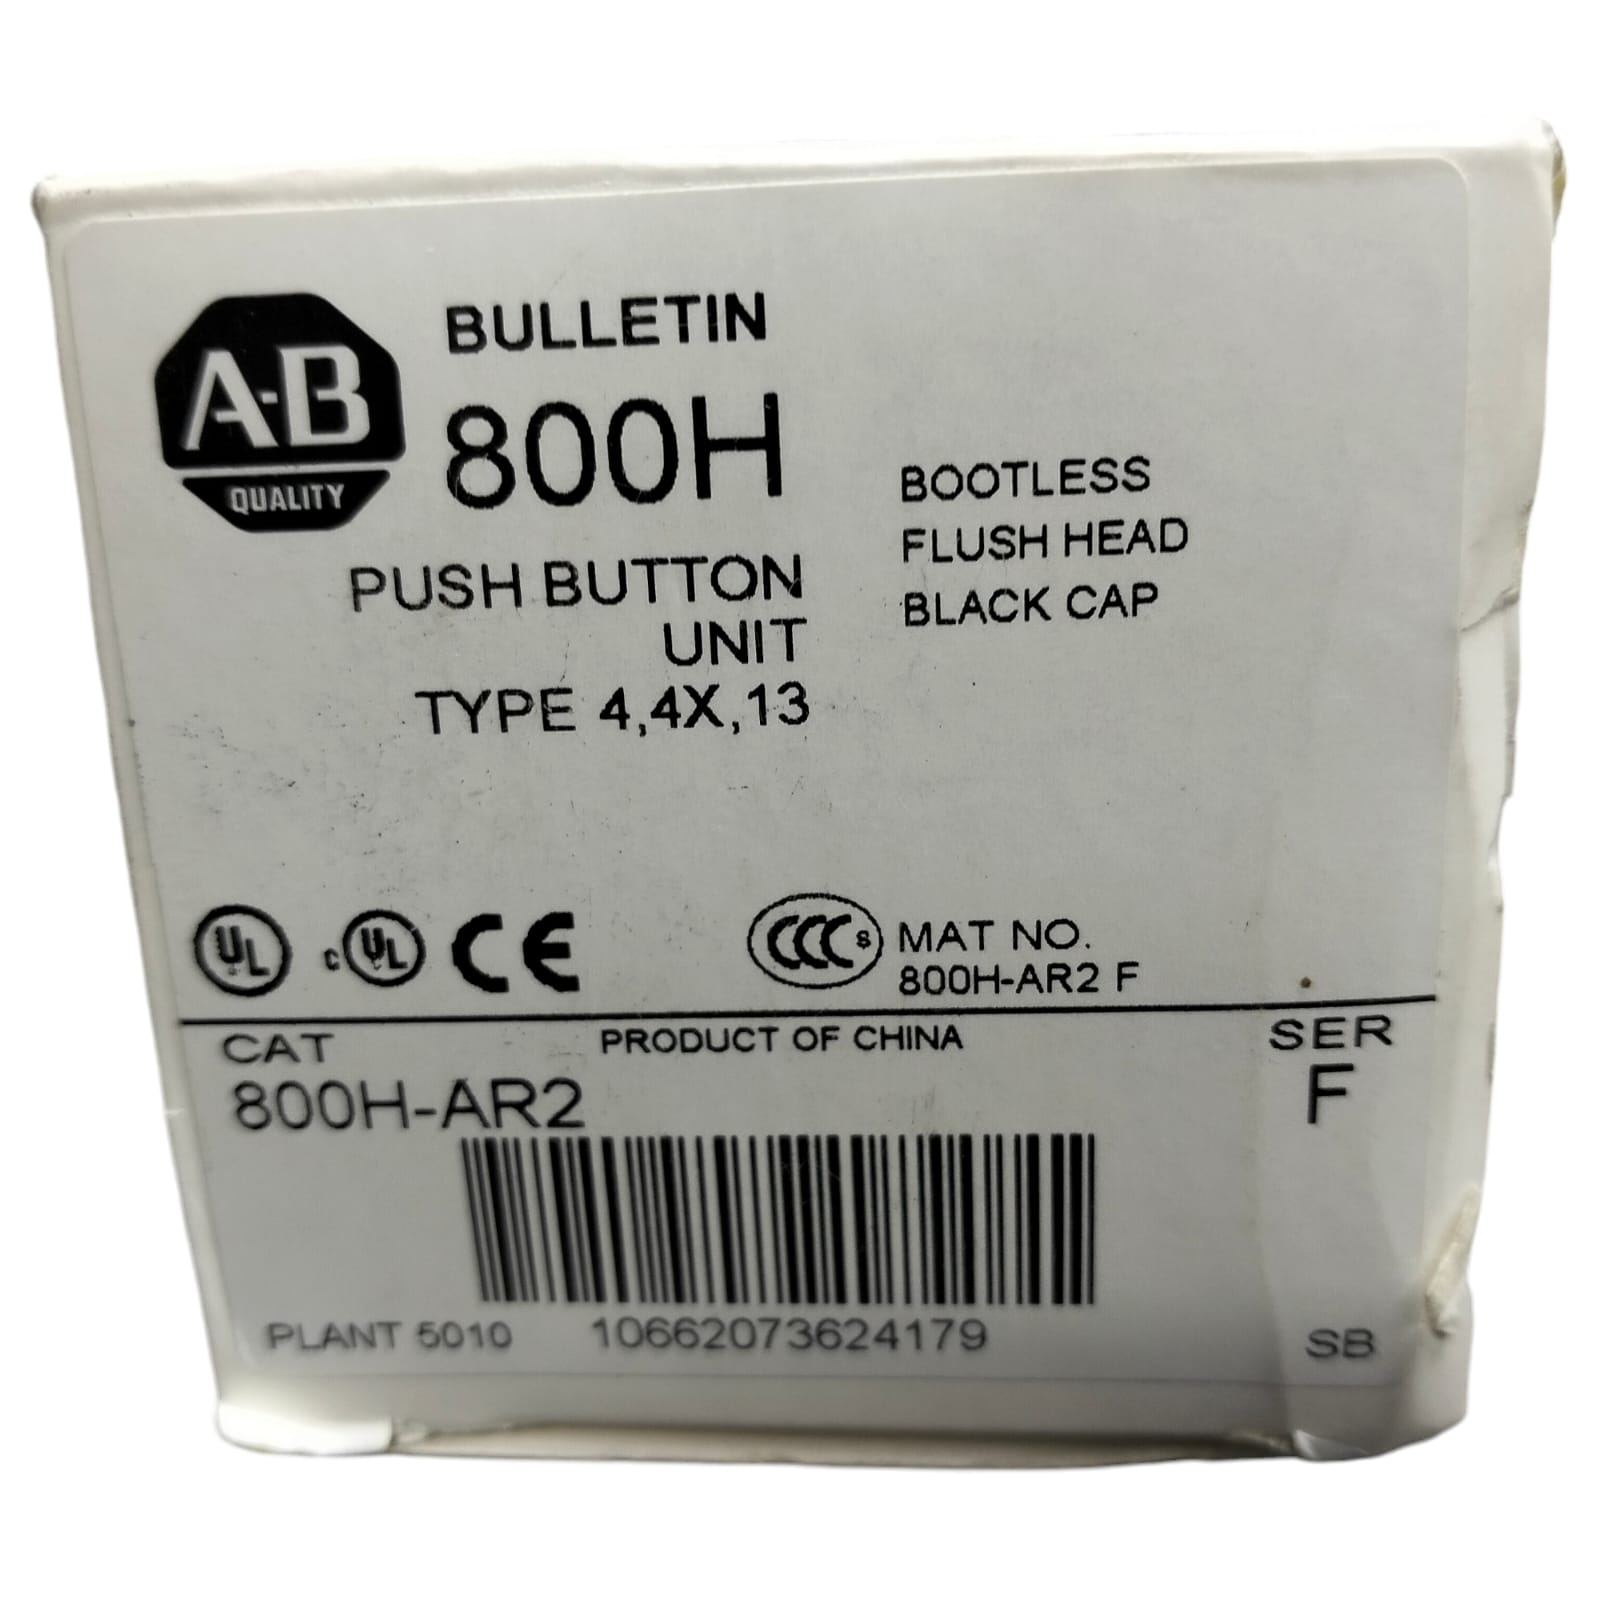 A-B
QUALITY
BULLETIN
800H
PUSH BUTTON
UNIT
TYPE 4,4X,13
BOOTLESS
FLUSH HEAD
BLACK CAP
UL
c UL
CE
CCC S
MAT NO.
800H-AR2 F
CAT
PRODUCT OF CHINA
SER
800H-AR2
F
PLANT 5010
10662073624179
SB